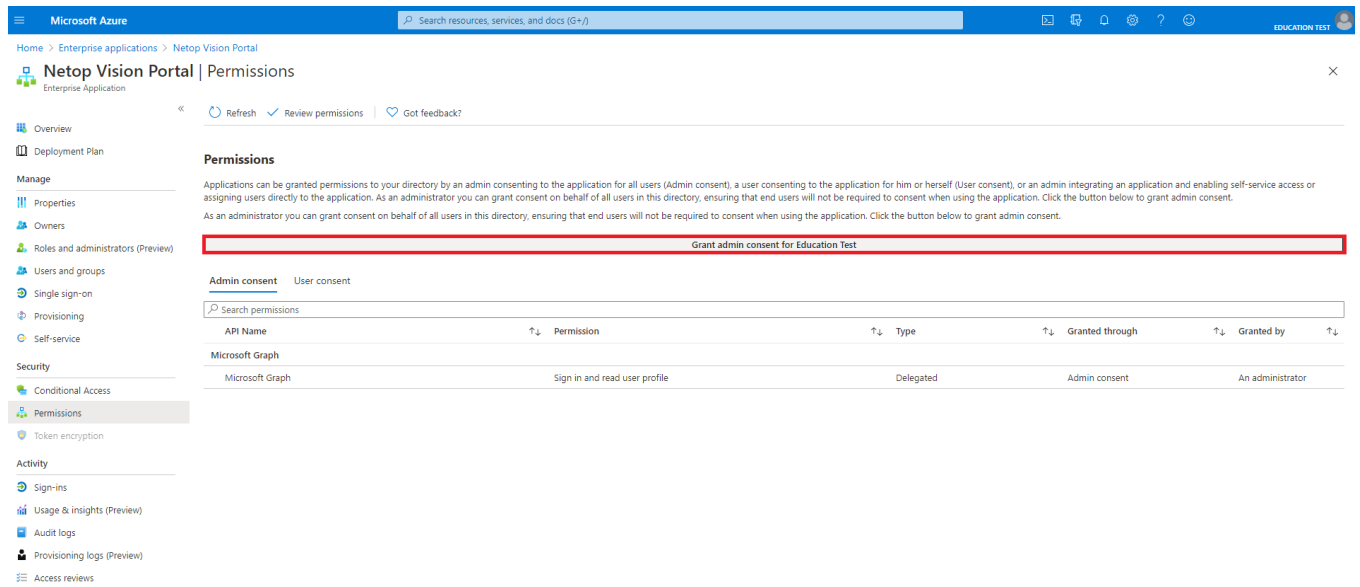 Microsoft Azure
Search resources, services, and docs (G+/)
EDUCATION TEST
Home > Enterprise applications > Netop Vision Portal
Netop Vision Portal | Permissions
Enterprise Application
Refresh
Review permissions
Got feedback?
Overview
Deployment Plan
Manage
Properties
Owners
Roles and administrators (Preview)
Users and groups
Single sign-on
Provisioning
Self-service
Security
Conditional Access
Permissions
Token encryption
Activity
Sign-ins
Usage & insights (Preview)
Audit logs
Provisioning logs (Preview)
Access reviews
Permissions
Applications can be granted permissions to your directory by an admin consenting to the application for all users (Admin consent), a user consenting to the application for him or herself (User consent), or an admin integrating an application and enabling self-service access or
assigning users directly to the application. As an administrator you can grant consent on behalf of all users in this directory, ensuring that end users will not be required to consent when using the application. Click the button below to grant admin consent.
As an administrator you can grant consent on behalf of all users in this directory, ensuring that end users will not be required to consent when using the application. Click the button below to grant admin consent.
Grant admin consent for Education Test
Admin consent User consent
Search permissions
API Name Permission Type Granted through Granted by
Microsoft Graph
Microsoft Graph Sign in and read user profile Delegated Admin consent An administrator